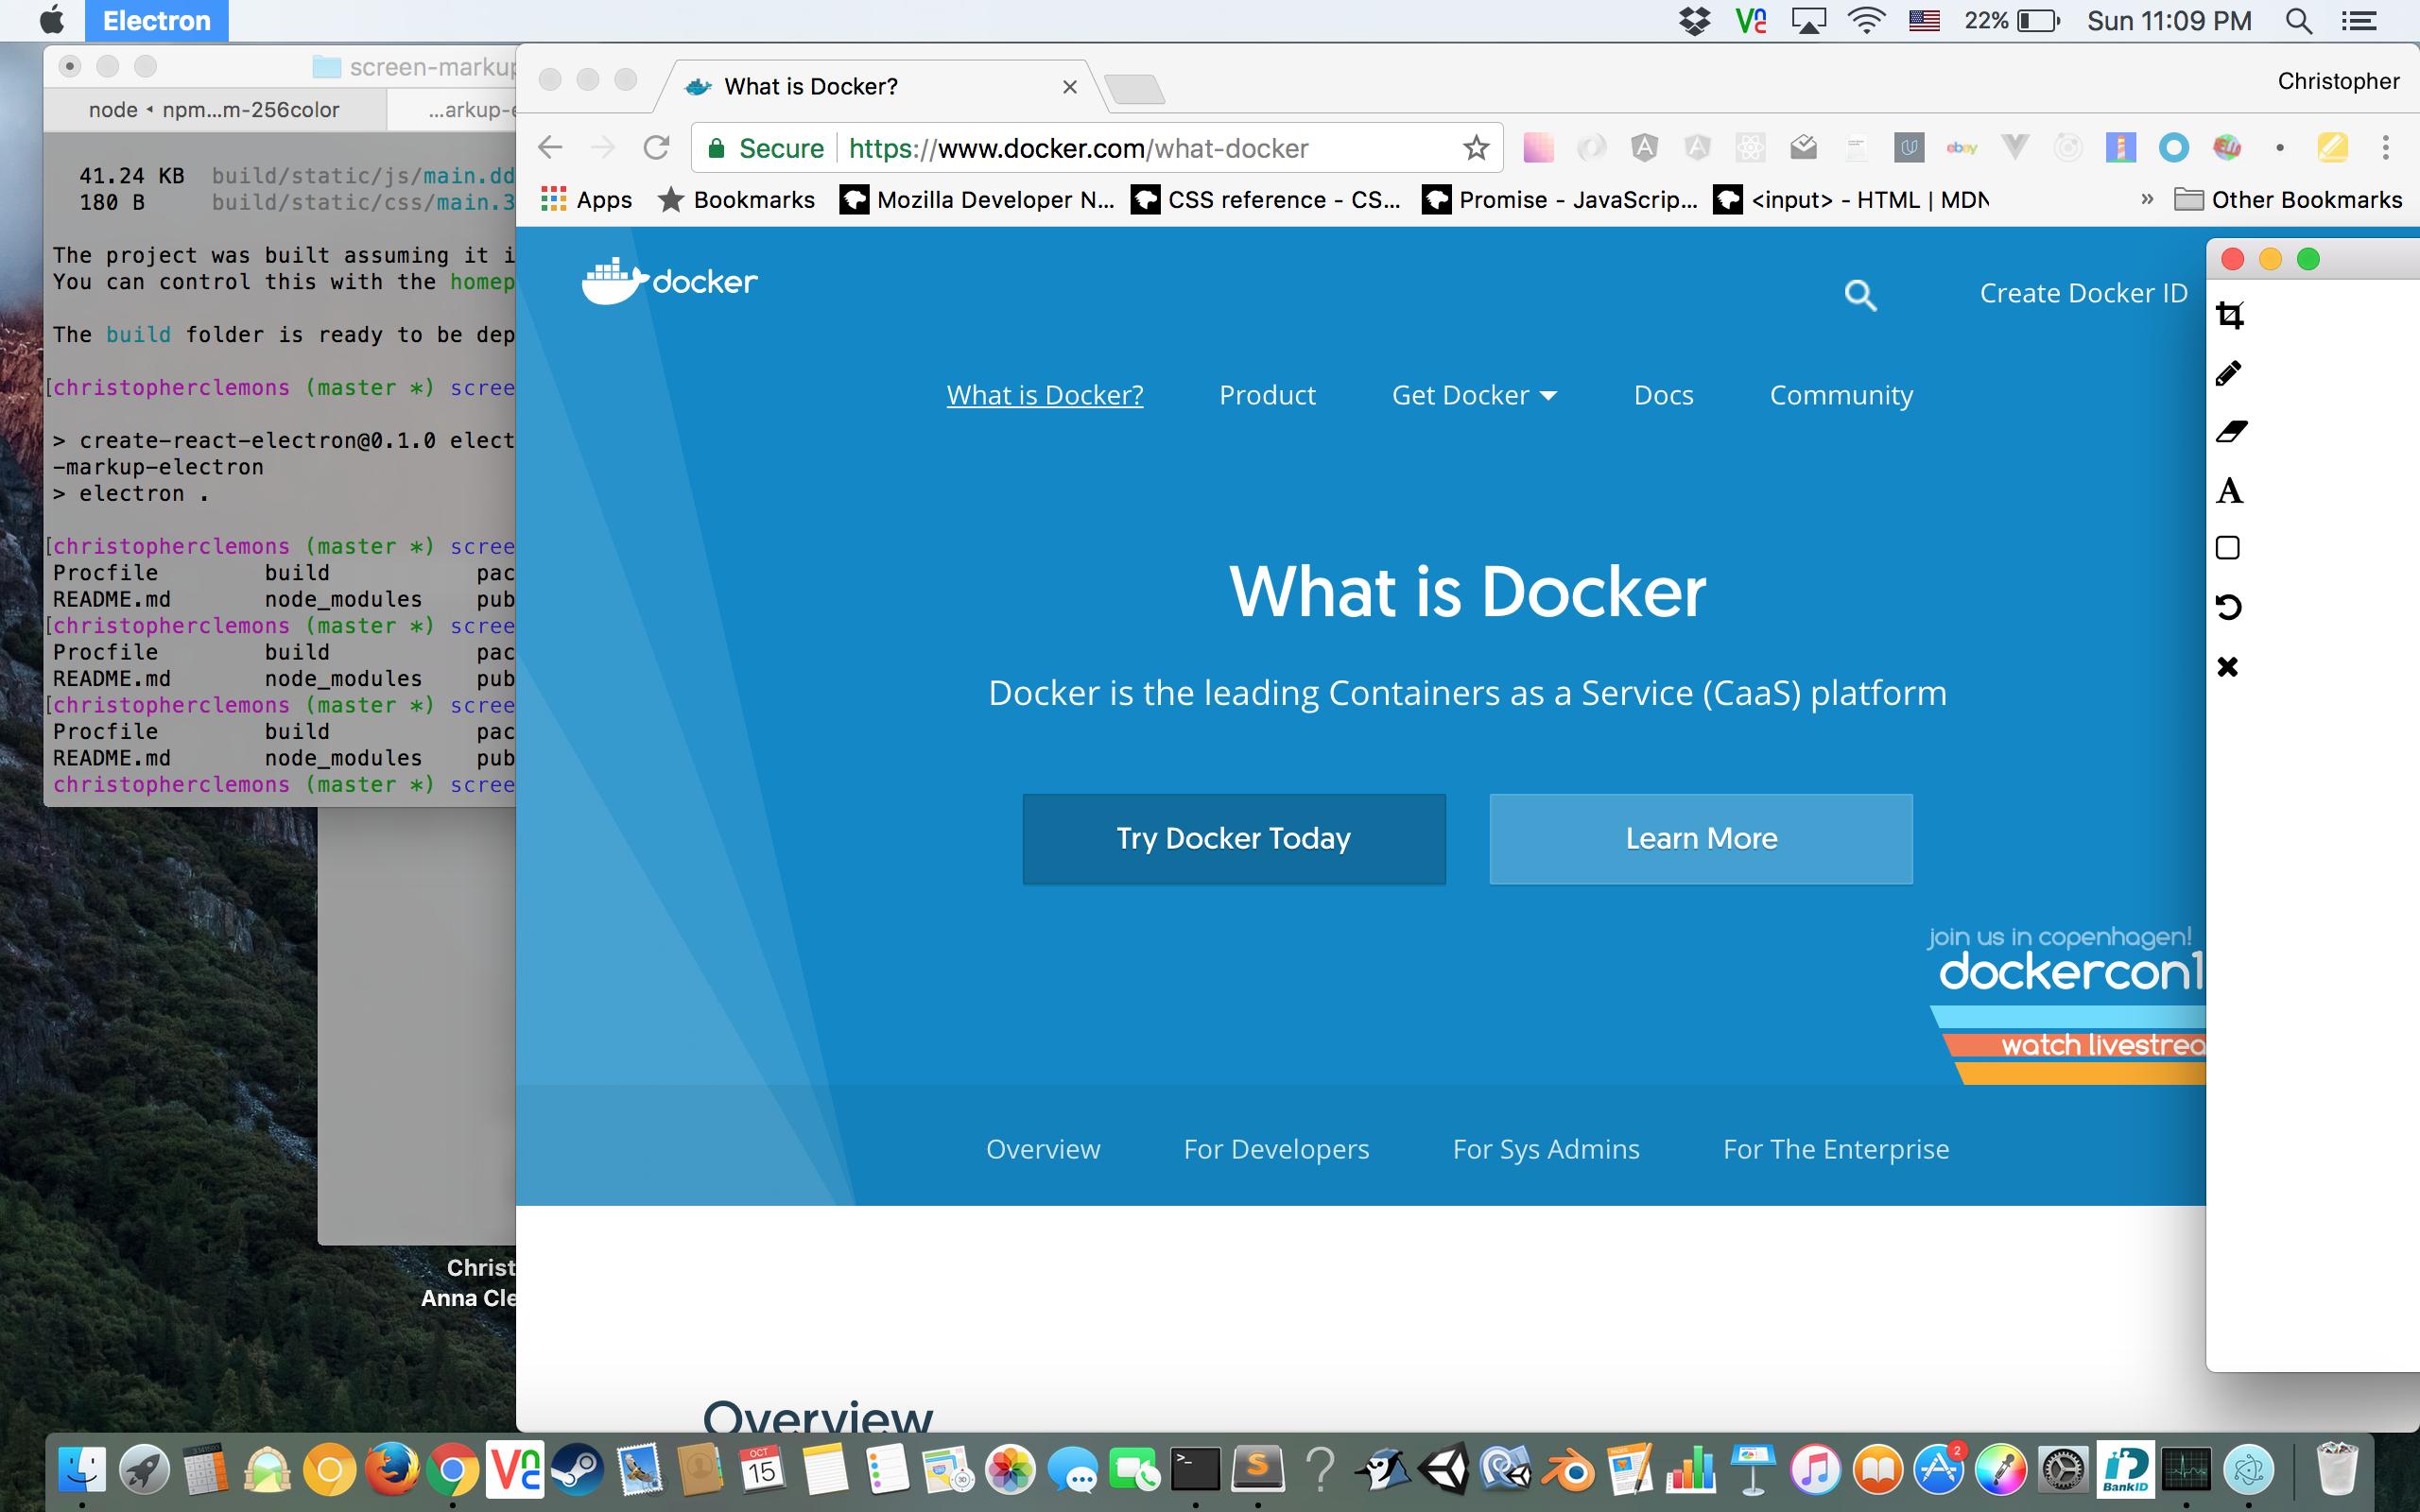 Electron
22%
Sun 11:09 PM
screen-markup
node ◂ npm...m-256color
...arkup-e
41.24 KB build/static/js/main.dd
180 B build/static/css/main.3
The project was built assuming it i
You can control this with the homep
The build folder is ready to be dep
[christopherclemons (master *) scree
> create-react-electron@0.1.0 elect
-markup-electron
> electron .
[christopherclemons (master *) scree
Procfile build pac
README.md node_modules pub
[christopherclemons (master *) scree
Procfile build pac
README.md node_modules pub
[christopherclemons (master *) scree
Procfile build pac
README.md node_modules pub
christopherclemons (master *) scree
Christ
Anna Cle
What is Docker?
Christopher
Secure https://www.docker.com/what-docker
ebay
Apps
Bookmarks
Mozilla Developer N...
CSS reference - CS...
Promise - JavaScrip...
<input> - HTML | MDN
»
Other Bookmarks
docker
Create Docker ID
What is Docker?
Product
Get Docker
Docs
Community
What is Docker
Docker is the leading Containers as a Service (CaaS) platform
Try Docker Today
Learn More
join us in copenhagen!
dockercon1
watch livestrea
Overview
For Developers
For Sys Admins
For The Enterprise
Overview
A
OCT
15
2
BankID